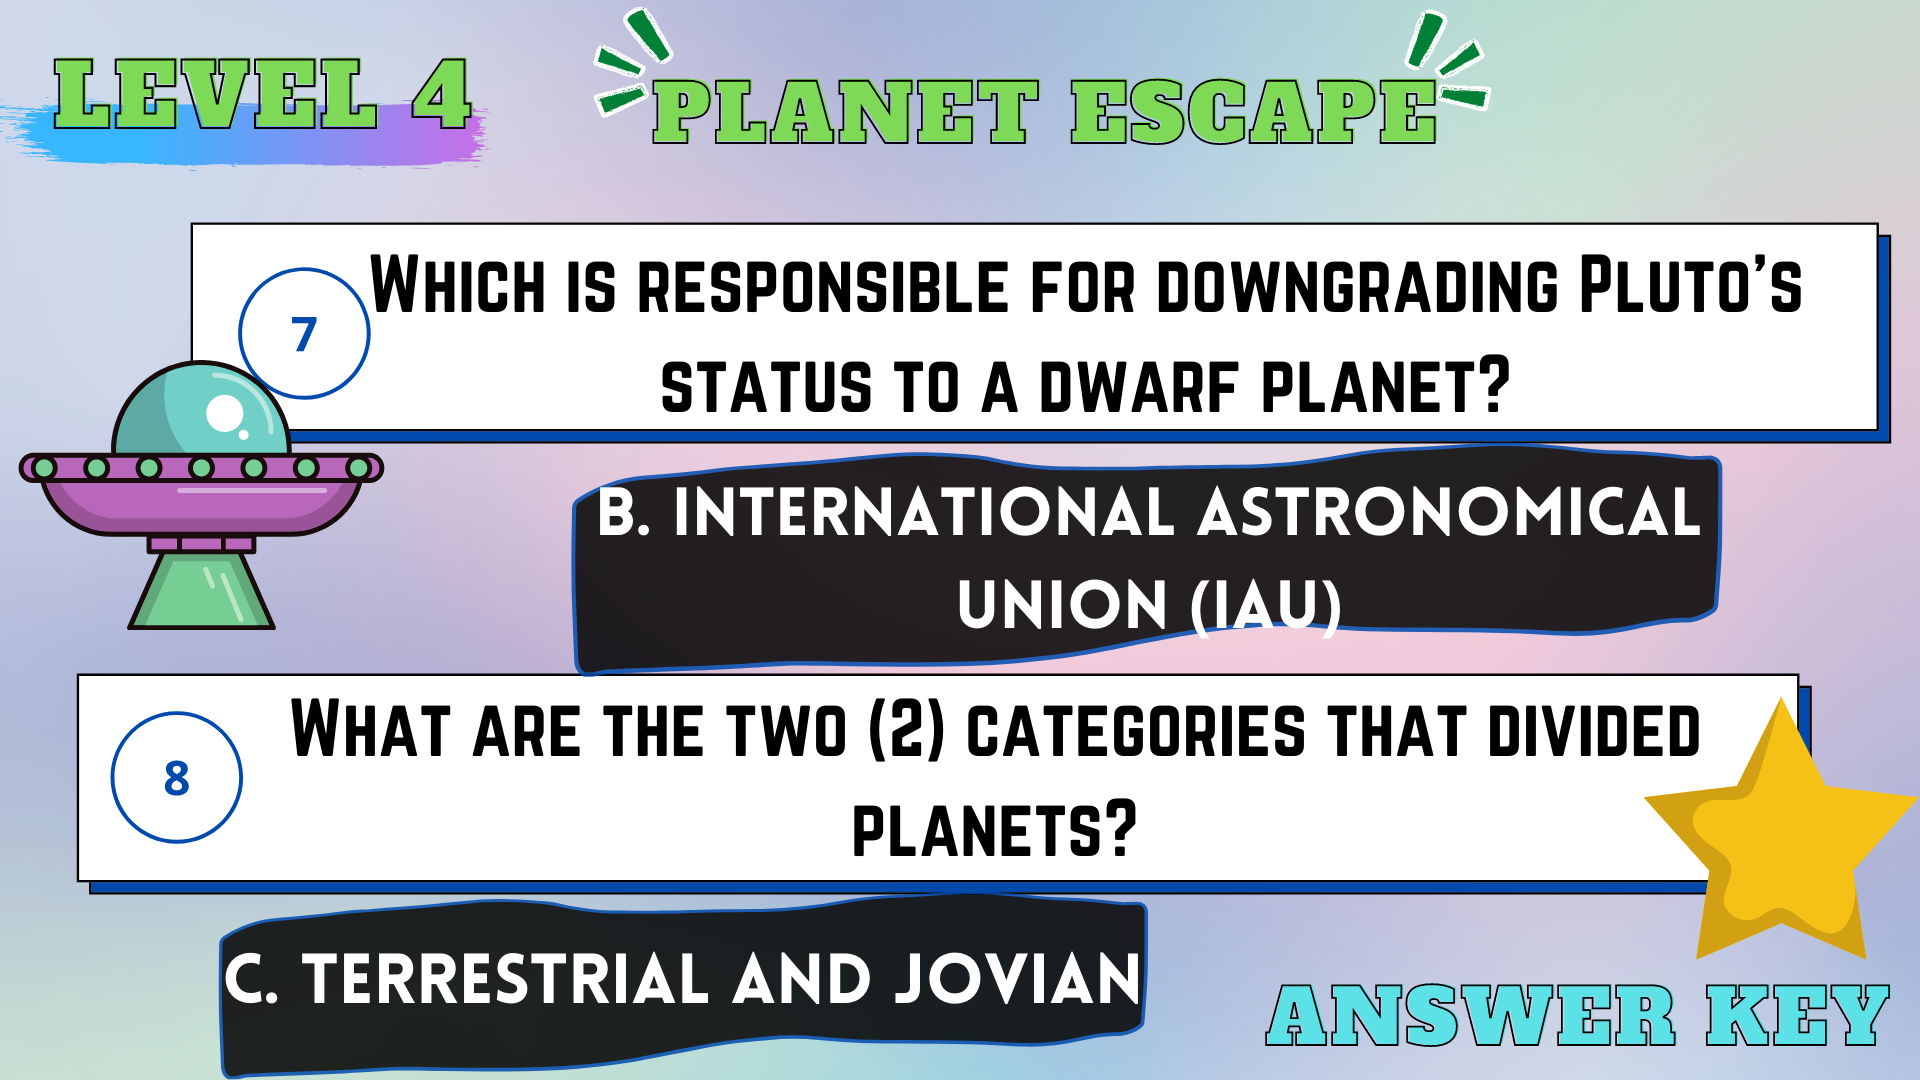 LEVEL 4
PLANET ESCAPE
7
Which is responsible for downgrading Pluto's
status to a dwarf planet?
B. INTERNATIONAL ASTRONOMICAL
UNION (IAU)
8
What are the two (2) categories that divided
planets?
C. TERRESTRIAL AND JOVIAN
ANSWER KEY